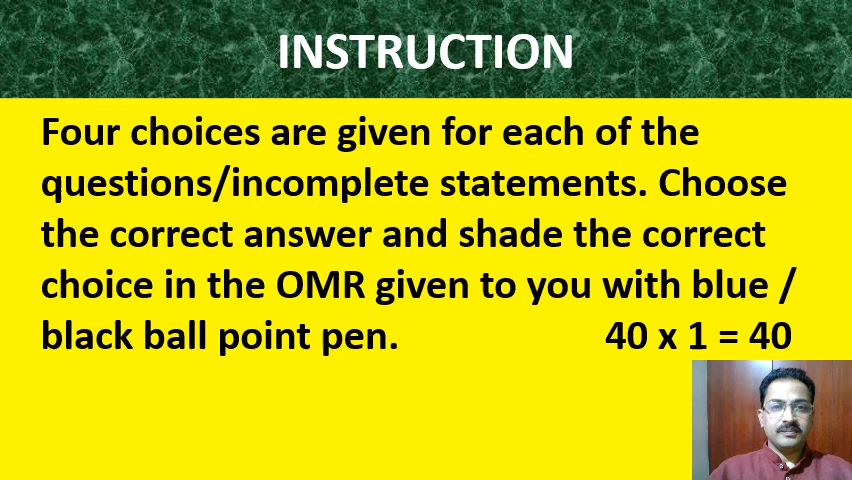 INSTRUCTION
Four choices are given for each of the
questions/incomplete statements. Choose
the correct answer and shade the correct
choice in the OMR given to you with blue /
black ball point pen. 40 x 1 = 40